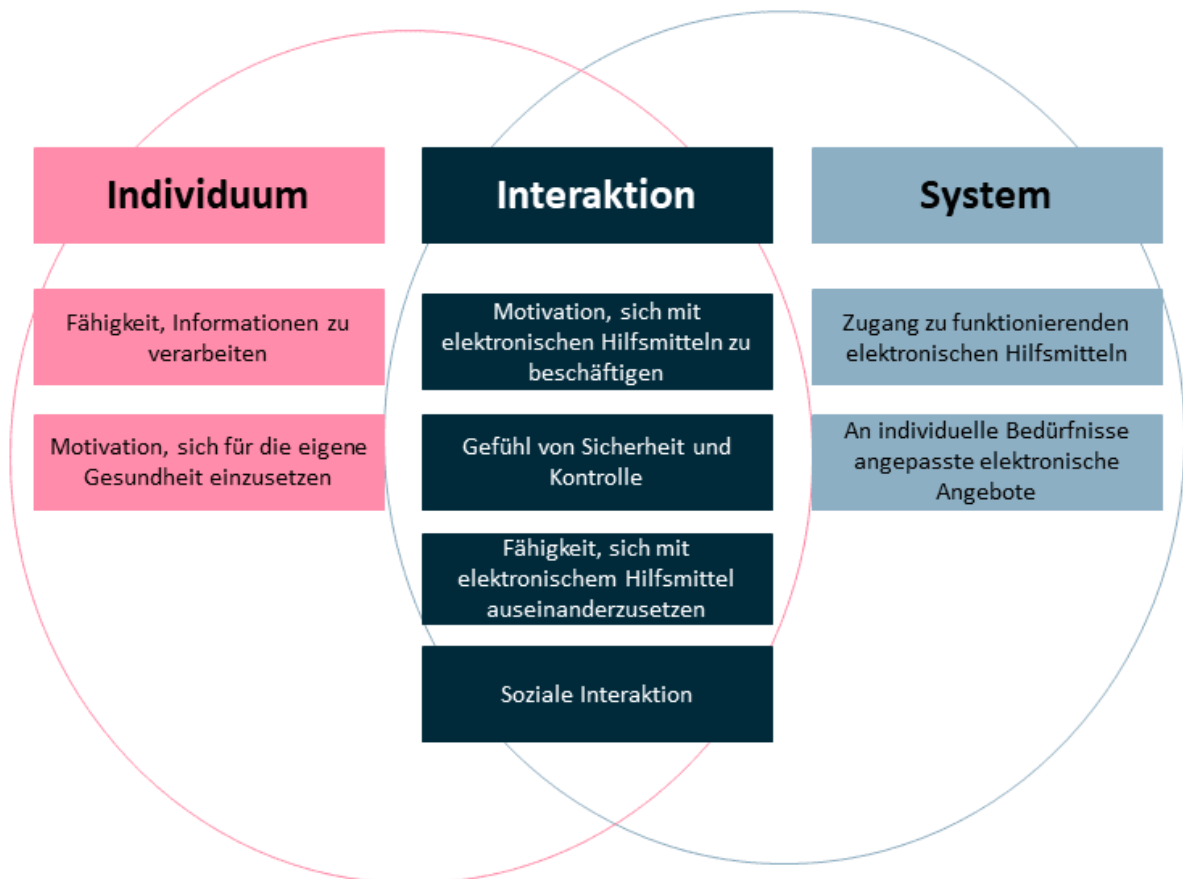 Individuum
Fähigkeit, Informationen zu
verarbeiten
Motivation, sich für die eigene
Gesundheit einzusetzen
Interaktion
Motivation, sich mit
elektronischen Hilfsmitteln zu
beschäftigen
Gefühl von Sicherheit und
Kontrolle
Fähigkeit, sich mit
elektronischem Hilfsmittel
auseinanderzusetzen
Soziale Interaktion
System
Zugang zu funktionierenden
elektronischen Hilfsmitteln
An individuelle Bedürfnisse
angepasste elektronische
Angebote